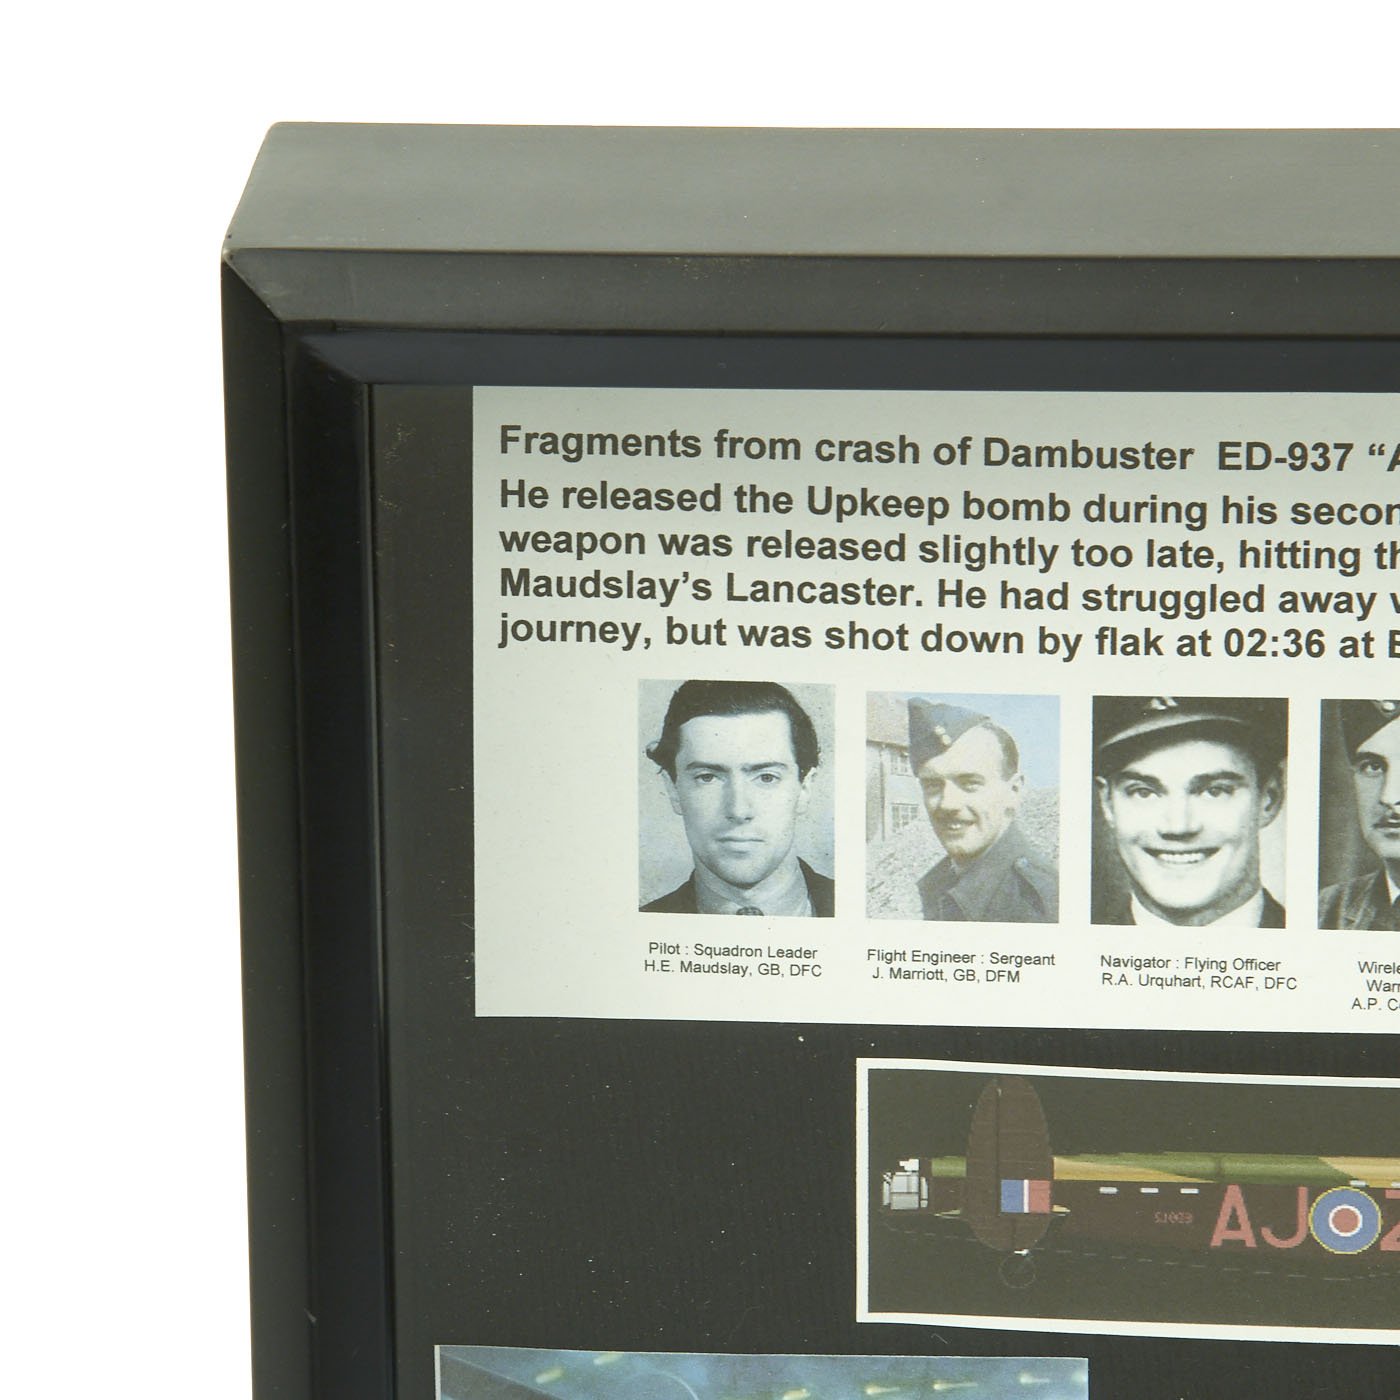 Fragments from crash of Dambuster ED-937 “A
He released the Upkeep bomb during his secon
weapon was released slightly too late, hitting th
Maudslay’s Lancaster. He had struggled away w
journey, but was shot down by flak at 02:36 at E
Pilot : Squadron Leader
H.E. Maudslay, GB, DFC
Flight Engineer : Sergeant
J. Marriott, GB, DFM
Navigator : Flying Officer
R.A. Urquhart, RCAF, DFC
Wirele
Warr
A.P. C
AJ Z